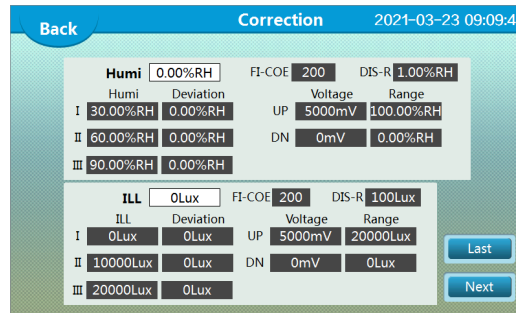 Back Correction 2021-03-23 09:09:4
Humi 0.00%RH FI-COE 200 DIS-R 1.00%RH
Humi Deviation Voltage Range
I 30.00%RH 0.00%RH UP 5000mV 100.00%RH
II 60.00%RH 0.00%RH DN 0mV 0.00%RH
III 90.00%RH 0.00%RH
ILL 0Lux FI-COE 200 DIS-R 100Lux
ILL Deviation Voltage Range
I 0Lux 0Lux UP 5000mV 20000Lux
II 10000Lux 0Lux DN 0mV 0Lux
III 20000Lux 0Lux
Last
Next